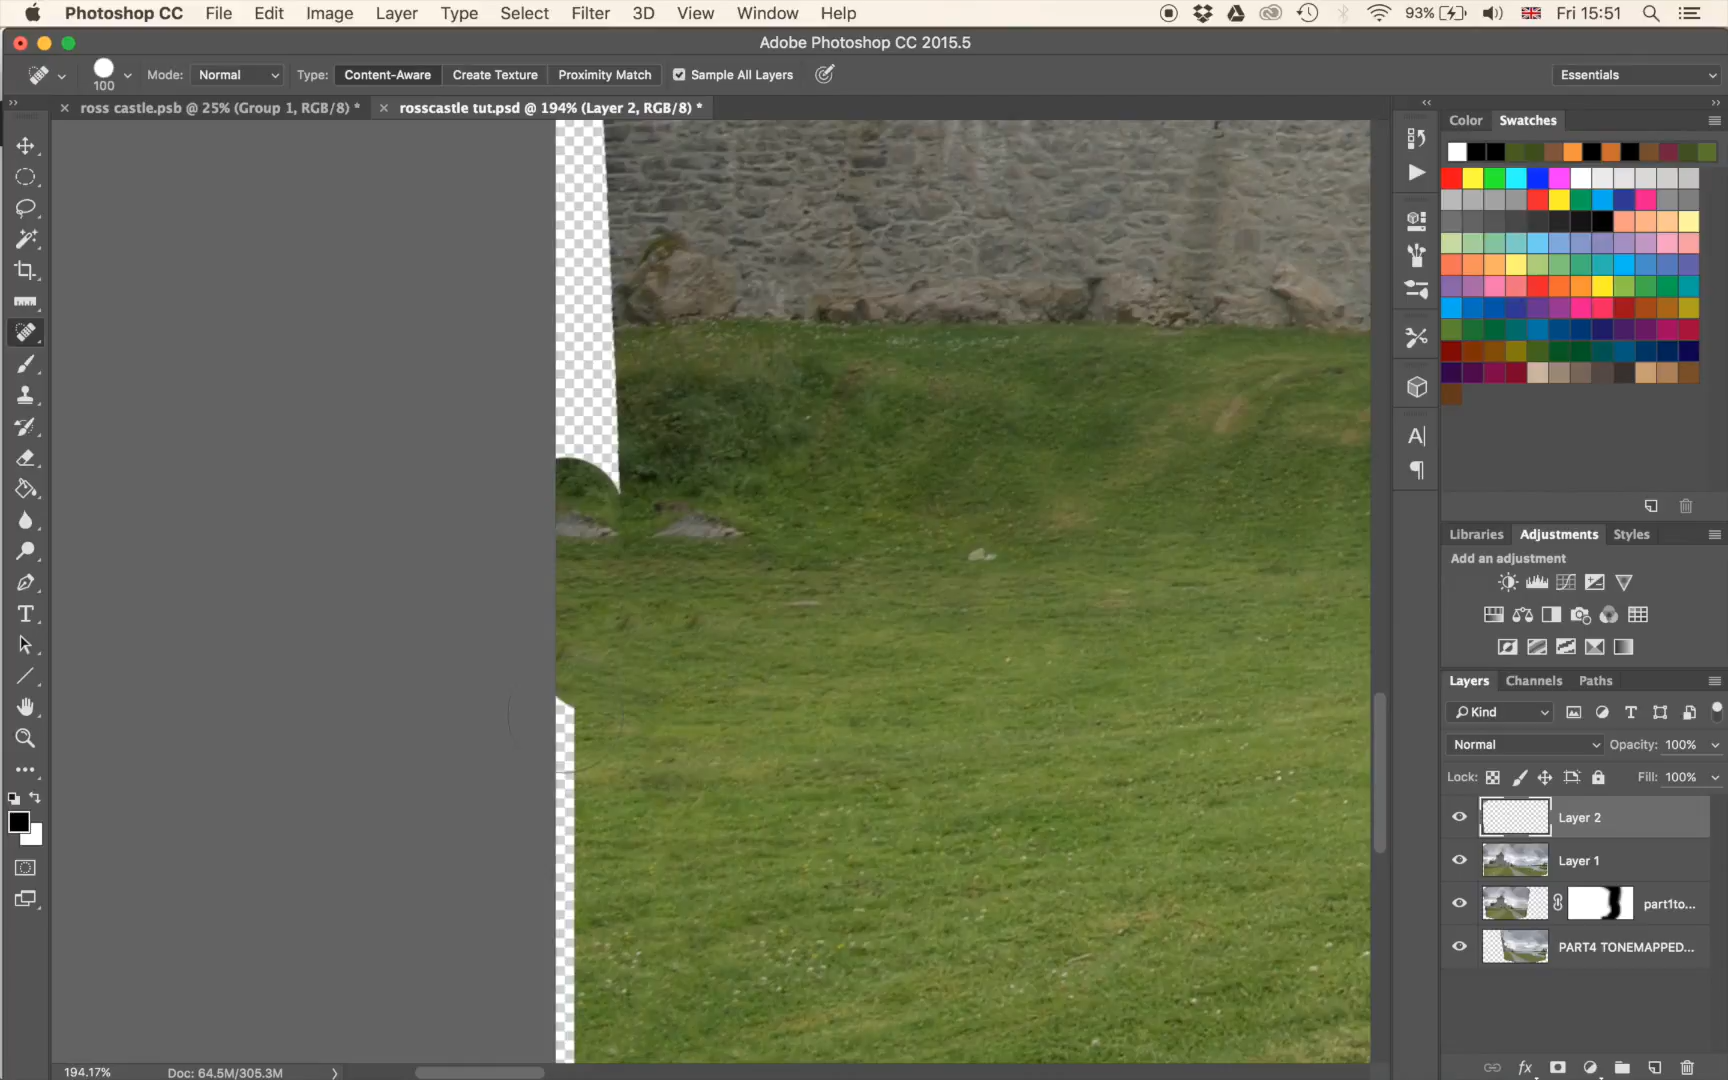 Photoshop CC File Edit Image Layer Type Select Filter 3D View Window Help 93% Fri 15:51
Adobe Photoshop CC 2015.5
100 Mode: Normal Type: Content-Aware Create Texture Proximity Match Sample All Layers Essentials
ross castle.psb @ 25% (Group 1, RGB/8) * rosscastle tut.psd @ 194% (Layer 2, RGB/8) *
Color Swatches
Libraries Adjustments Styles
Add an adjustment
Layers Channels Paths
Kind
Normal Opacity: 100%
Lock: Fill: 100%
Layer 2
Layer 1
part1to...
PART4 TONEMAPPED...
194.17% Doc: 64.5M/305.3M